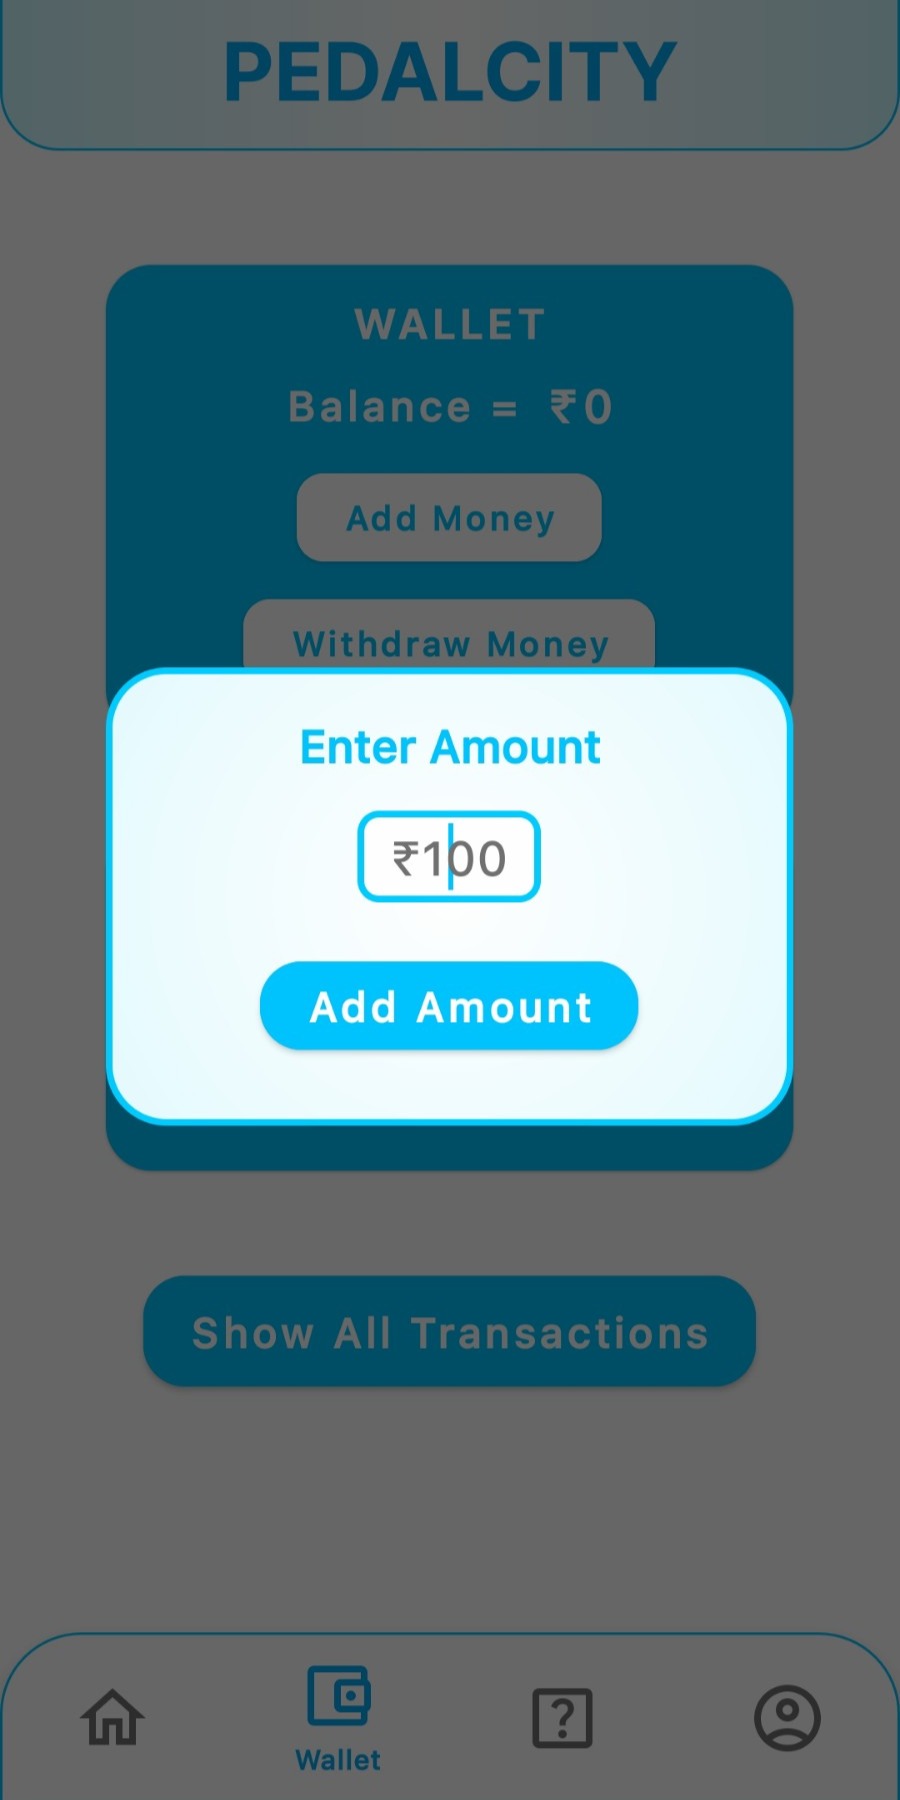 PEDALCITY
WALLET
Balance = ₹0
Add Money
Withdraw Money
Enter Amount
₹100
Add Amount
Show All Transactions
Wallet